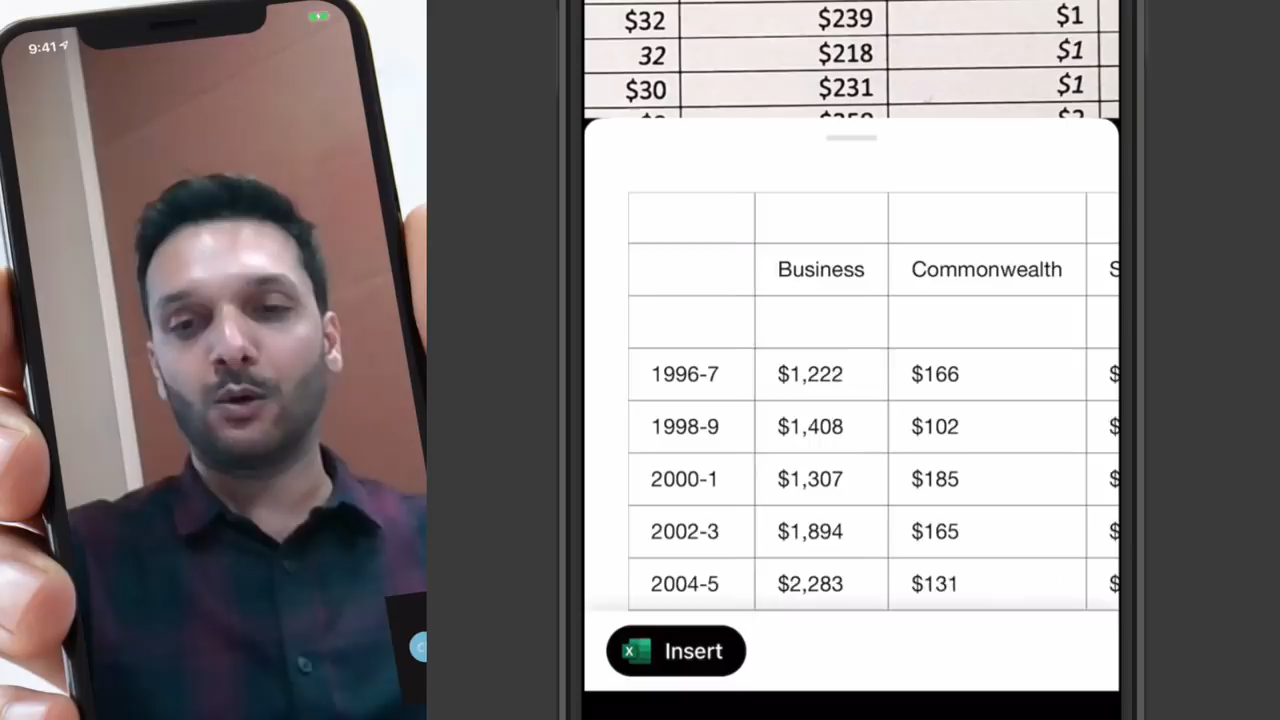 9:41
$32 $239 $1
32 $218 $1
$30 $231 $1
Business Commonwealth S
1996-7 $1,222 $166 $
1998-9 $1,408 $102 $
2000-1 $1,307 $185 $
2002-3 $1,894 $165 $
2004-5 $2,283 $131 $
X Insert